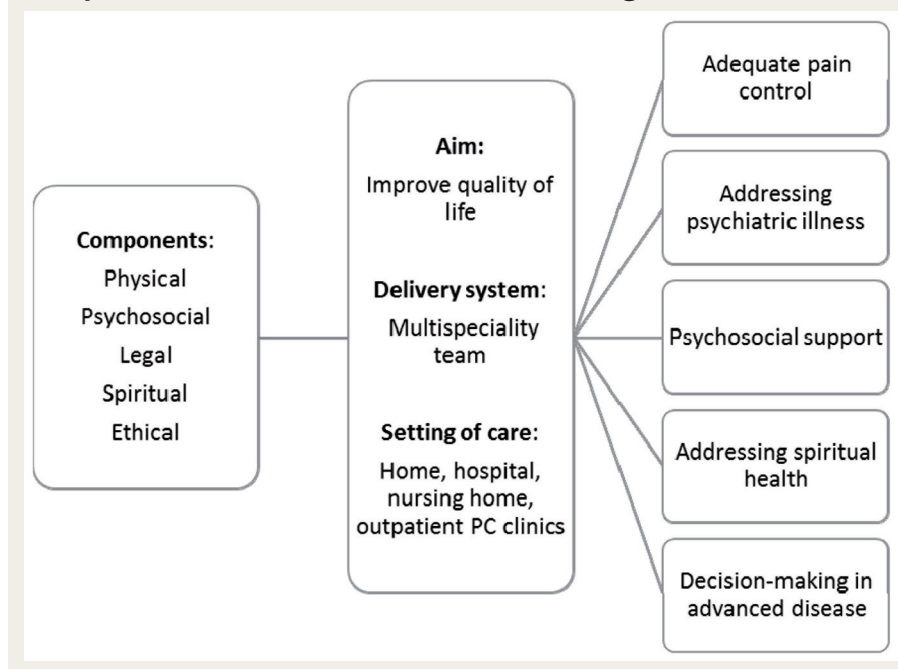 Components:
Physical
Psychosocial
Legal
Spiritual
Ethical
Aim:
Improve quality of
life
Delivery system:
Multispeciality
team
Setting of care:
Home, hospital,
nursing home,
outpatient PC clinics
Adequate pain
control
Addressing
psychiatric illness
Psychosocial support
Addressing spiritual
health
Decision-making in
advanced disease